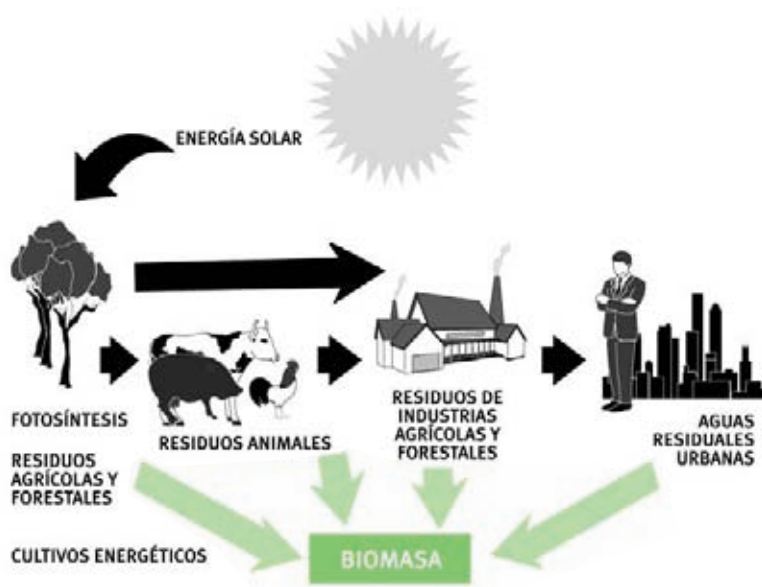 ENERGÍA SOLAR
FOTOSÍNTESIS
RESIDUOS
AGRÍCOLAS Y
FORESTALES
CULTIVOS ENERGÉTICOS
RESIDUOS ANIMALES
RESIDUOS DE
INDUSTRIAS
AGRÍCOLAS Y
FORESTALES
AGUAS
RESIDUALES
URBANAS
BIOMASA